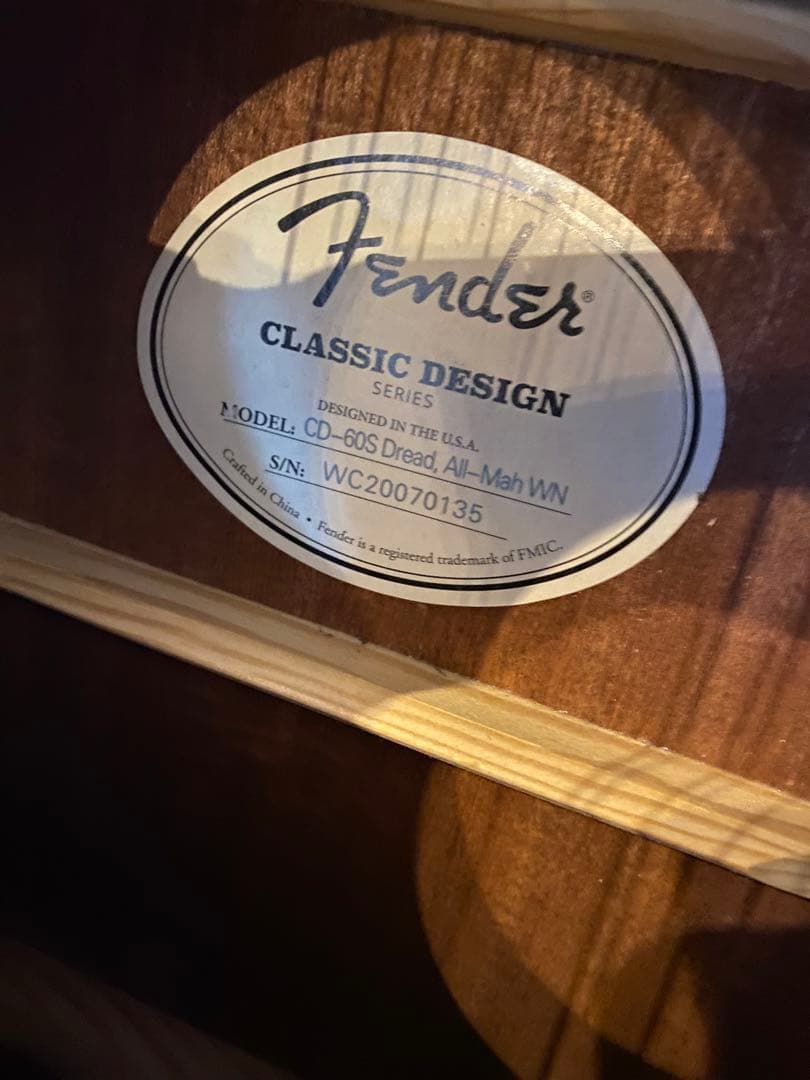 Fender®
CLASSIC DESIGN
SERIES
DESIGNED IN THE U.S.A.
MODEL: CD-60S Dread, All-Mah WN
S/N: WC20070135
Crafted in China • Fender is a registered trademark of FMIC.